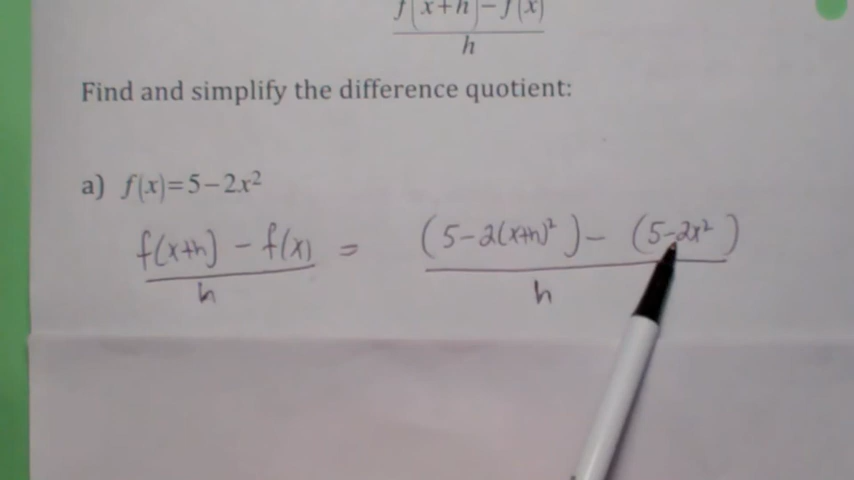 f(x+h)−f(x)
h
Find and simplify the difference quotient:
a) f(x)=5−2x²
f(x+h) − f(x) = (5−2(x+h)²) − (5−2x²)
h h